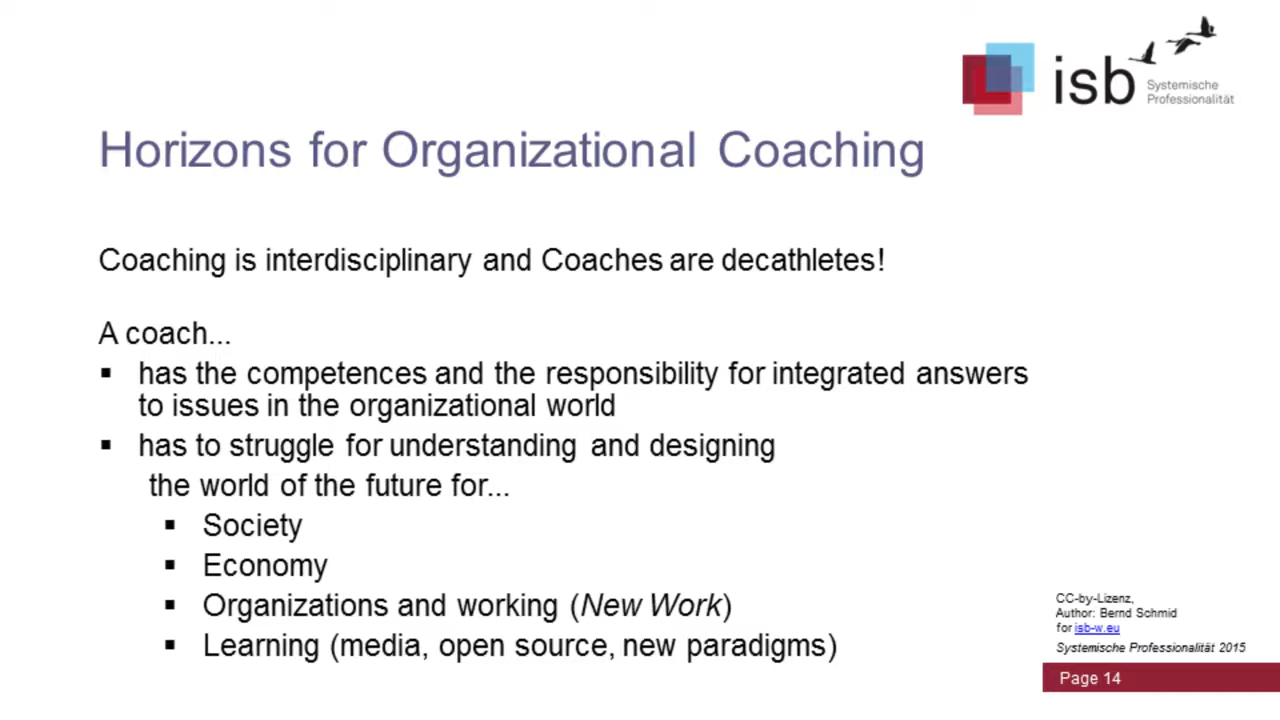 isb
Systemische
Professionalität
Horizons for Organizational Coaching
Coaching is interdisciplinary and Coaches are decathletes!
A coach...
▪ has the competences and the responsibility for integrated answers
to issues in the organizational world
▪ has to struggle for understanding and designing
the world of the future for...
▪ Society
▪ Economy
▪ Organizations and working (New Work)
▪ Learning (media, open source, new paradigms)
CC-by-Lizenz,
Author: Bernd Schmid
for isb-w.eu
Systemische Professionalität 2015
Page 14